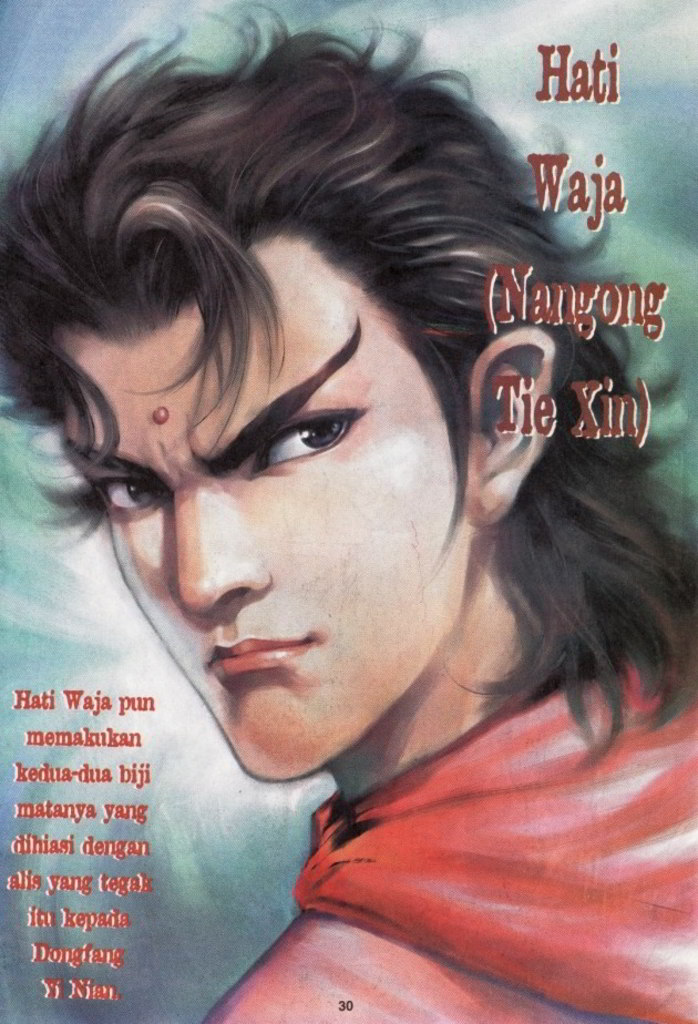 Hati
Waja
(Nangong
Tie Xin)
Hati Waja pun
memakukan
kedua-dua biji
matanya yang
dihiasi dengan
alis yang tegak
itu kepada
Dongfang
Yi Nian.
30